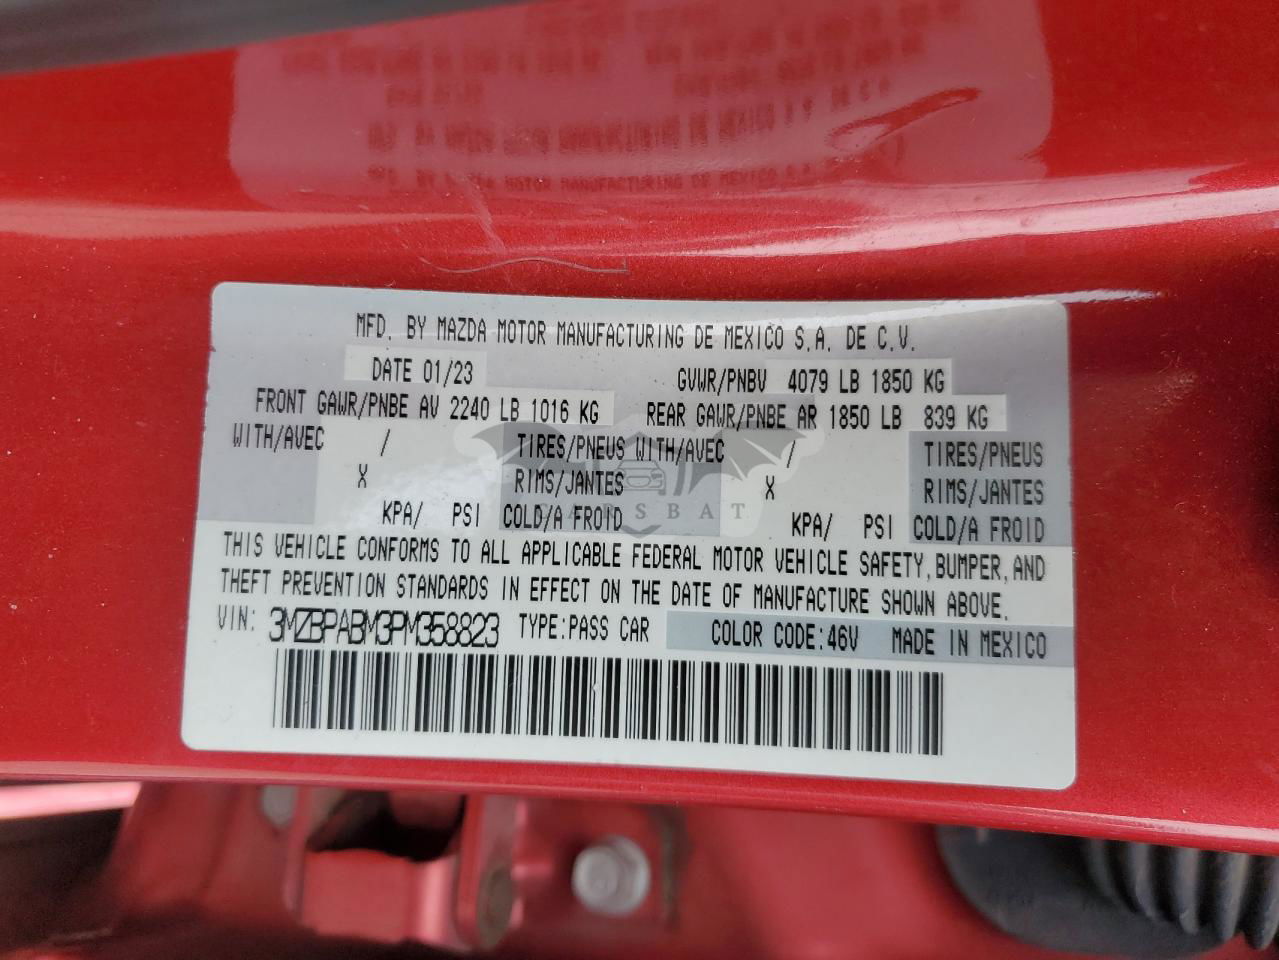 MFD. BY MAZDA MOTOR MANUFACTURING DE MEXICO S.A. DE C.V.
DATE 01/23 GVWR/PNBV 4079 LB 1850 KG
FRONT GAWR/PNBE AV 2240 LB 1016 KG REAR GAWR/PNBE AR 1850 LB 839 KG
WITH/AVEC / TIRES/PNEUS WITH/AVEC / TIRES/PNEUS
X RIMS/JANTES X RIMS/JANTES
KPA/ PSI COLD/A FROID KPA/ PSI COLD/A FROID
CARSBAT
THIS VEHICLE CONFORMS TO ALL APPLICABLE FEDERAL MOTOR VEHICLE SAFETY, BUMPER, AND
THEFT PREVENTION STANDARDS IN EFFECT ON THE DATE OF MANUFACTURE SHOWN ABOVE.
VIN: 3MZBPABM3PM358823 TYPE:PASS CAR COLOR CODE:46V MADE IN MEXICO